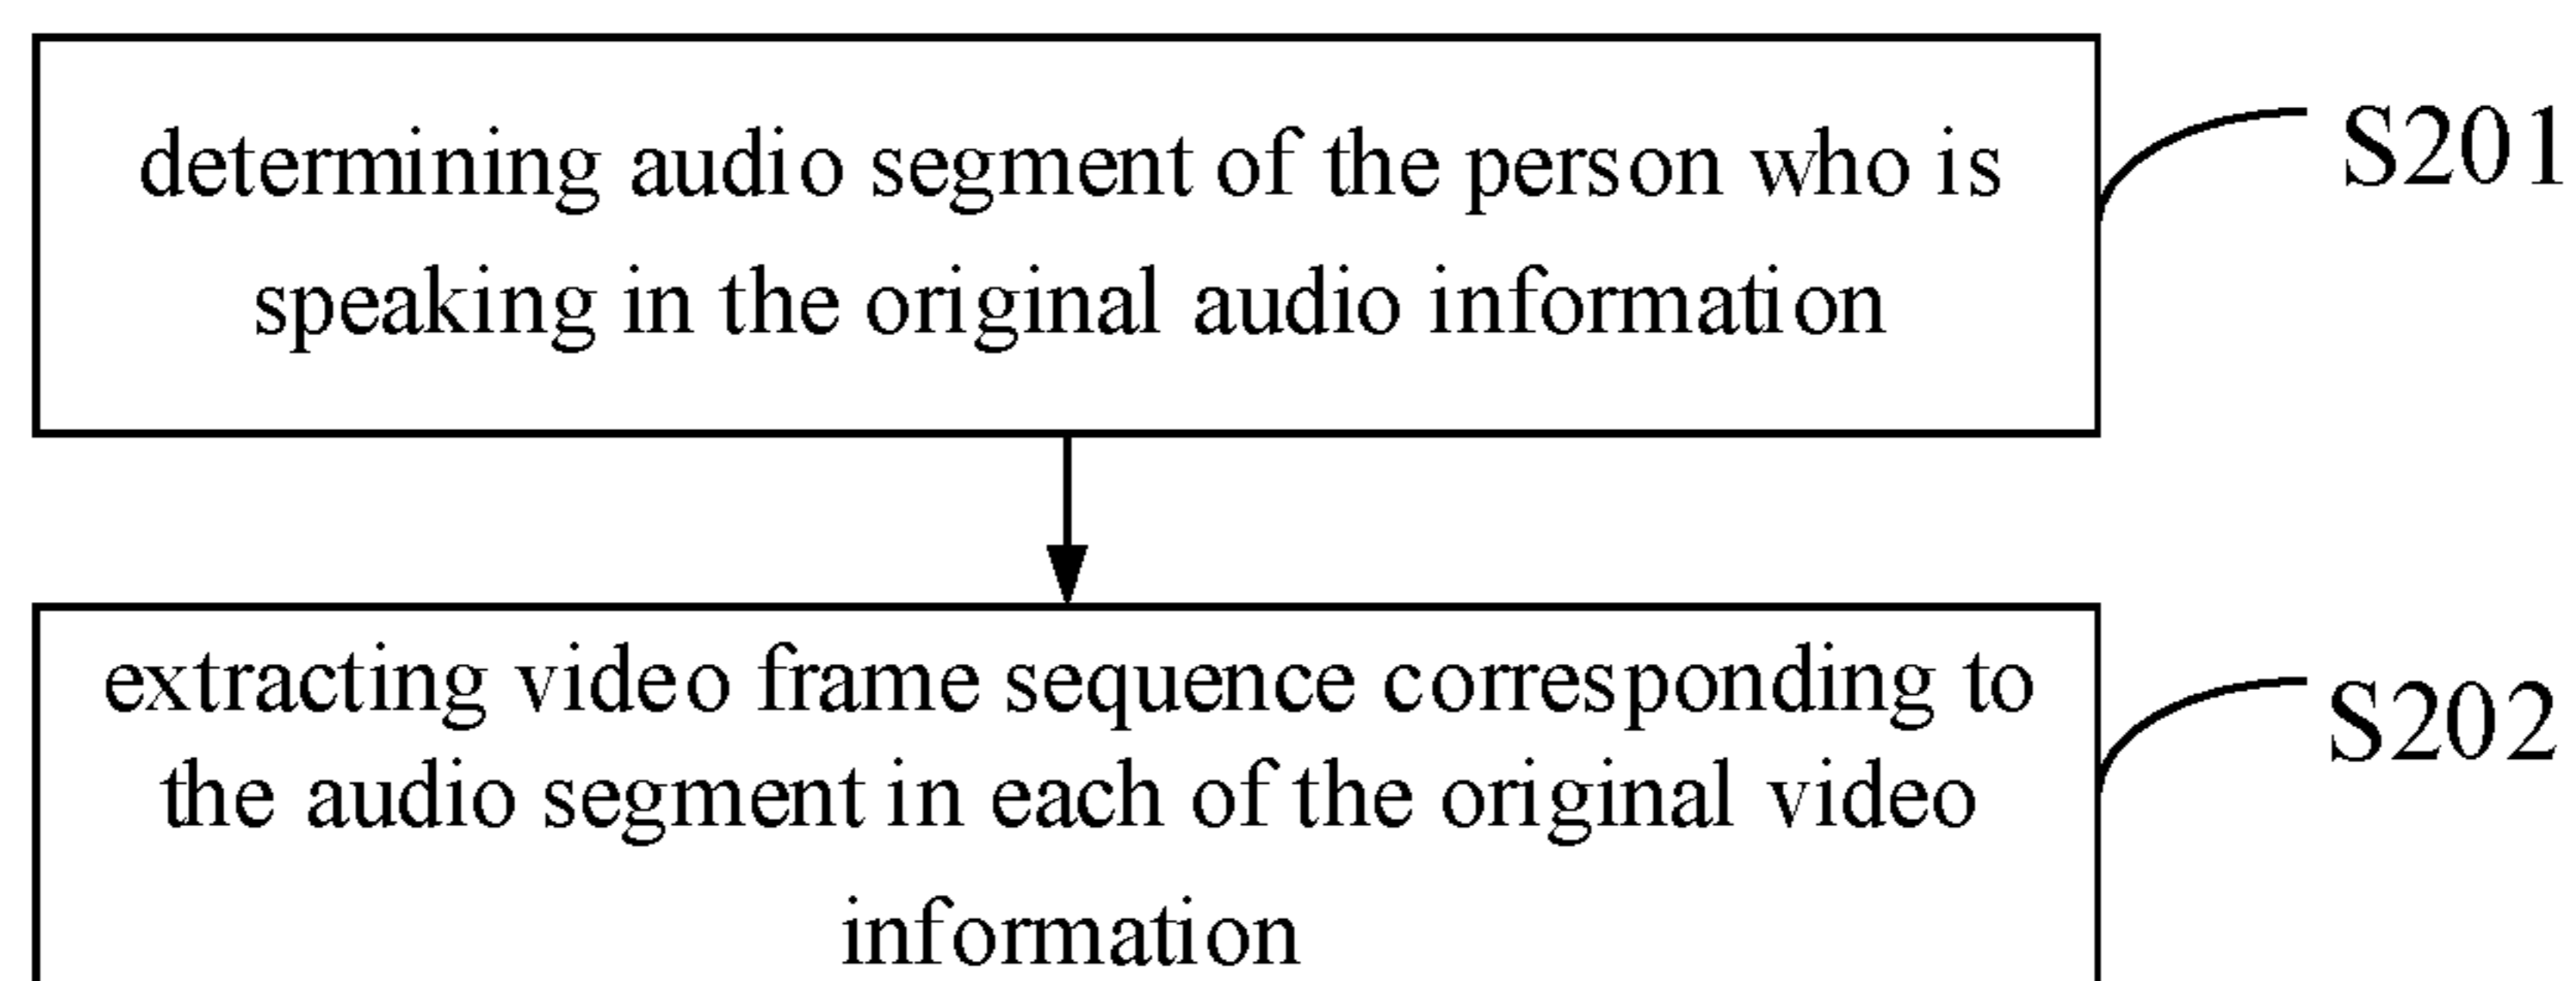 determining audio segment of the person who is
speaking in the original audio information
S201
extracting video frame sequence corresponding to
the audio segment in each of the original video
information
S202